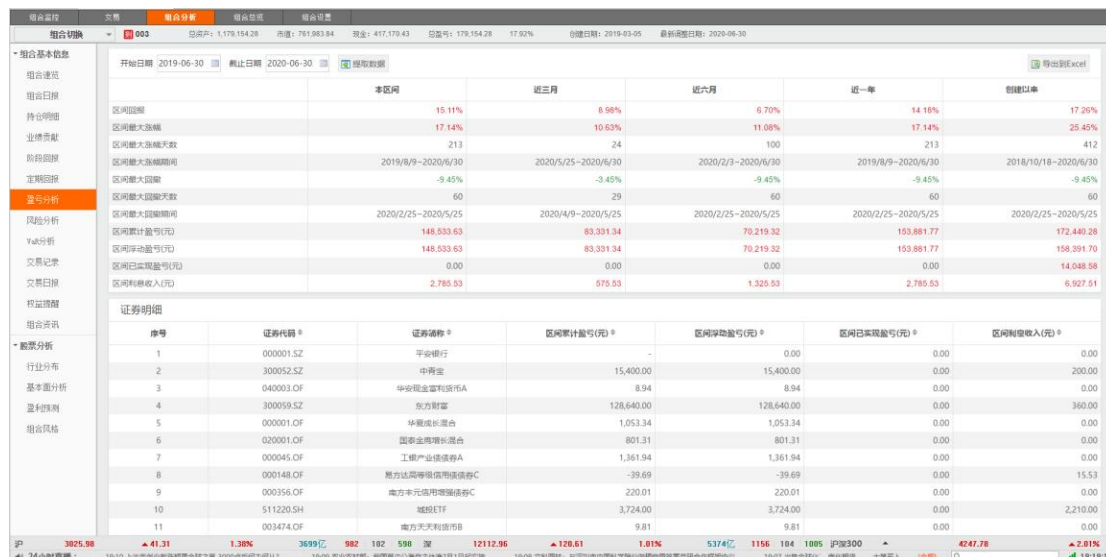 组合监控 交易 组合分析 组合总览 组合设置
组合切换 003 总资产: 1,179,154.28 市值: 761,983.84 现金: 417,170.43 总盈亏: 179,154.28 17.92% 创建日期: 2019-03-05 最新调整日期: 2020-06-30
组合基本信息
组合速览
组合日报
持仓明细
业绩贡献
阶段回报
定期回报
盈亏分析
风险分析
VaR分析
交易记录
交易日报
权益提醒
组合资讯
股票分析
行业分布
基本面分析
盈利预测
组合风格
开始日期 2019-06-30 截止日期 2020-06-30 提取数据 导出到Excel
本区间 近三月 近六月 近一年 创建以来
区间回报 15.11% 8.98% 6.70% 14.18% 17.26%
区间最大涨幅 17.14% 10.63% 11.08% 17.14% 25.45%
区间最大涨幅天数 213 24 100 213 412
区间最大涨幅期间 2019/8/9~2020/6/30 2020/5/25~2020/6/30 2020/2/3~2020/6/30 2019/8/9~2020/6/30 2018/10/18~2020/6/30
区间最大回撤 -9.45% -3.45% -9.45% -9.45% -9.45%
区间最大回撤天数 60 29 60 60 60
区间最大回撤期间 2020/2/25~2020/5/25 2020/4/9~2020/5/25 2020/2/25~2020/5/25 2020/2/25~2020/5/25 2020/2/25~2020/5/25
区间累计盈亏(元) 148,533.63 83,331.34 70,219.32 153,881.77 172,440.28
区间浮动盈亏(元) 148,533.63 83,331.34 70,219.32 153,881.77 158,391.70
区间已实现盈亏(元) 0.00 0.00 0.00 0.00 14,048.58
区间利息收入(元) 2,785.53 575.53 1,325.53 2,785.53 6,927.51
证券明细
序号 证券代码 证券简称 区间累计盈亏(元) 区间浮动盈亏(元) 区间已实现盈亏(元) 区间利息收入(元)
1 000001.SZ 平安银行 - 0.00 0.00 0.00
2 300052.SZ 中青宝 15,400.00 15,400.00 0.00 200.00
3 040003.OF 华安现金富利货币A 8.94 8.94 0.00 0.00
4 300059.SZ 东方财富 128,640.00 128,640.00 0.00 360.00
5 000001.OF 华夏成长混合 1,053.34 1,053.34 0.00 0.00
6 020001.OF 国泰金鹰增长混合 801.31 801.31 0.00 0.00
7 000045.OF 工银产业债债券A 1,361.94 1,361.94 0.00 0.00
8 000148.OF 易方达高等级信用债债券C -39.69 -39.69 0.00 15.53
9 000356.OF 南方丰元信用增强债券C 220.01 220.01 0.00 0.00
10 511220.SH 城投ETF 3,724.00 3,724.00 0.00 2,210.00
11 003474.OF 南方天天利货币B 9.81 9.81 0.00 0.00
沪 3025.98 ▲41.31 1.38% 3699亿 982 102 598 深 12112.96 ▲120.61 1.01% 5374亿 1156 104 1005 沪深300 4247.78 ▲2.01%
24小时直播: